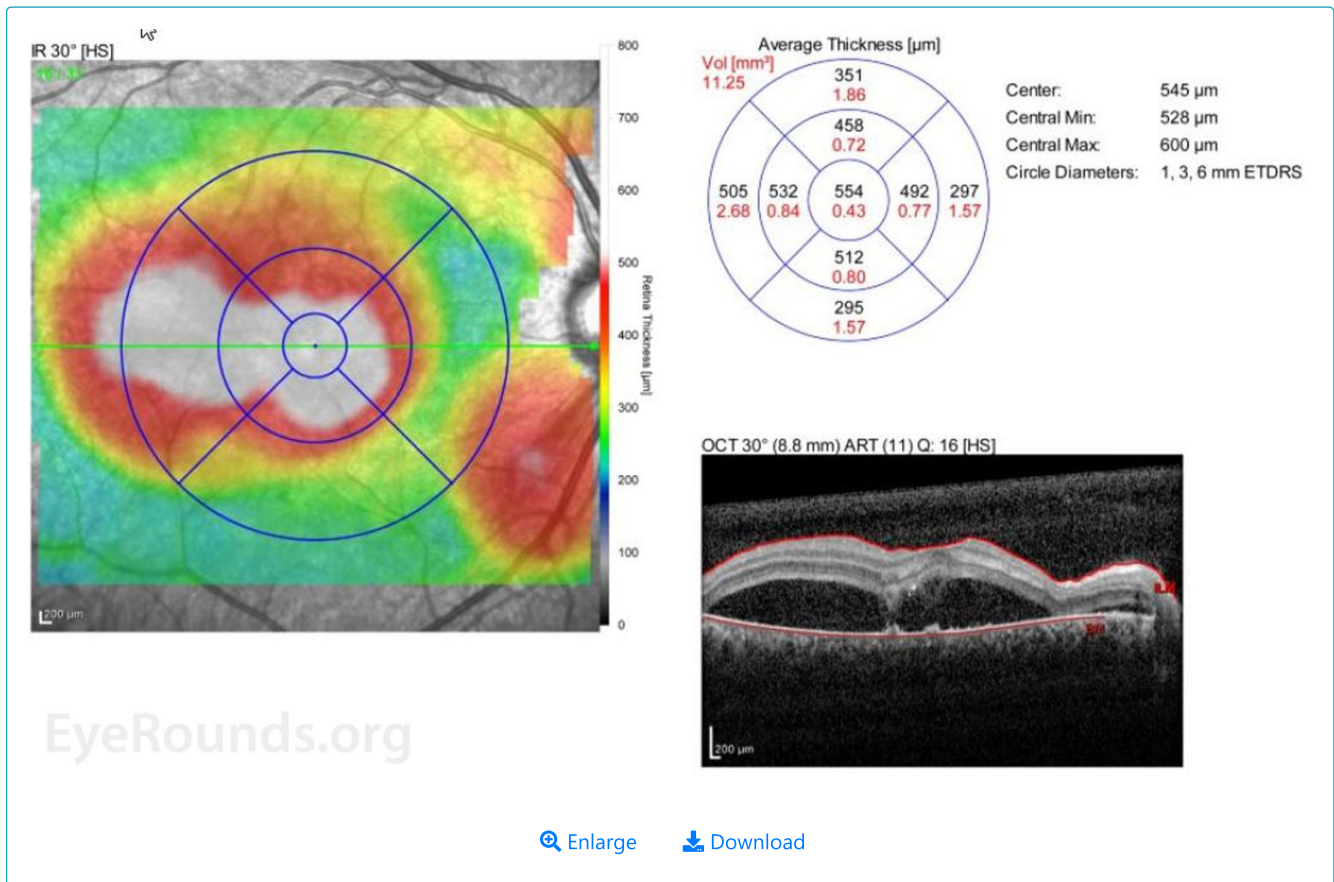 IR 30° [HS]
800
700
600
500
400
300
200
100
0
Retina Thickness [µm]
200 µm
Average Thickness [µm]
Vol [mm³]
11.25
351
1.86
458
0.72
505 532 554 492 297
2.68 0.84 0.43 0.77 1.57
512
0.80
295
1.57
Center: 545 µm
Central Min: 528 µm
Central Max: 600 µm
Circle Diameters: 1, 3, 6 mm ETDRS
OCT 30° (8.8 mm) ART (11) Q: 16 [HS]
ILM
BM
200 µm
EyeRounds.org
Enlarge Download